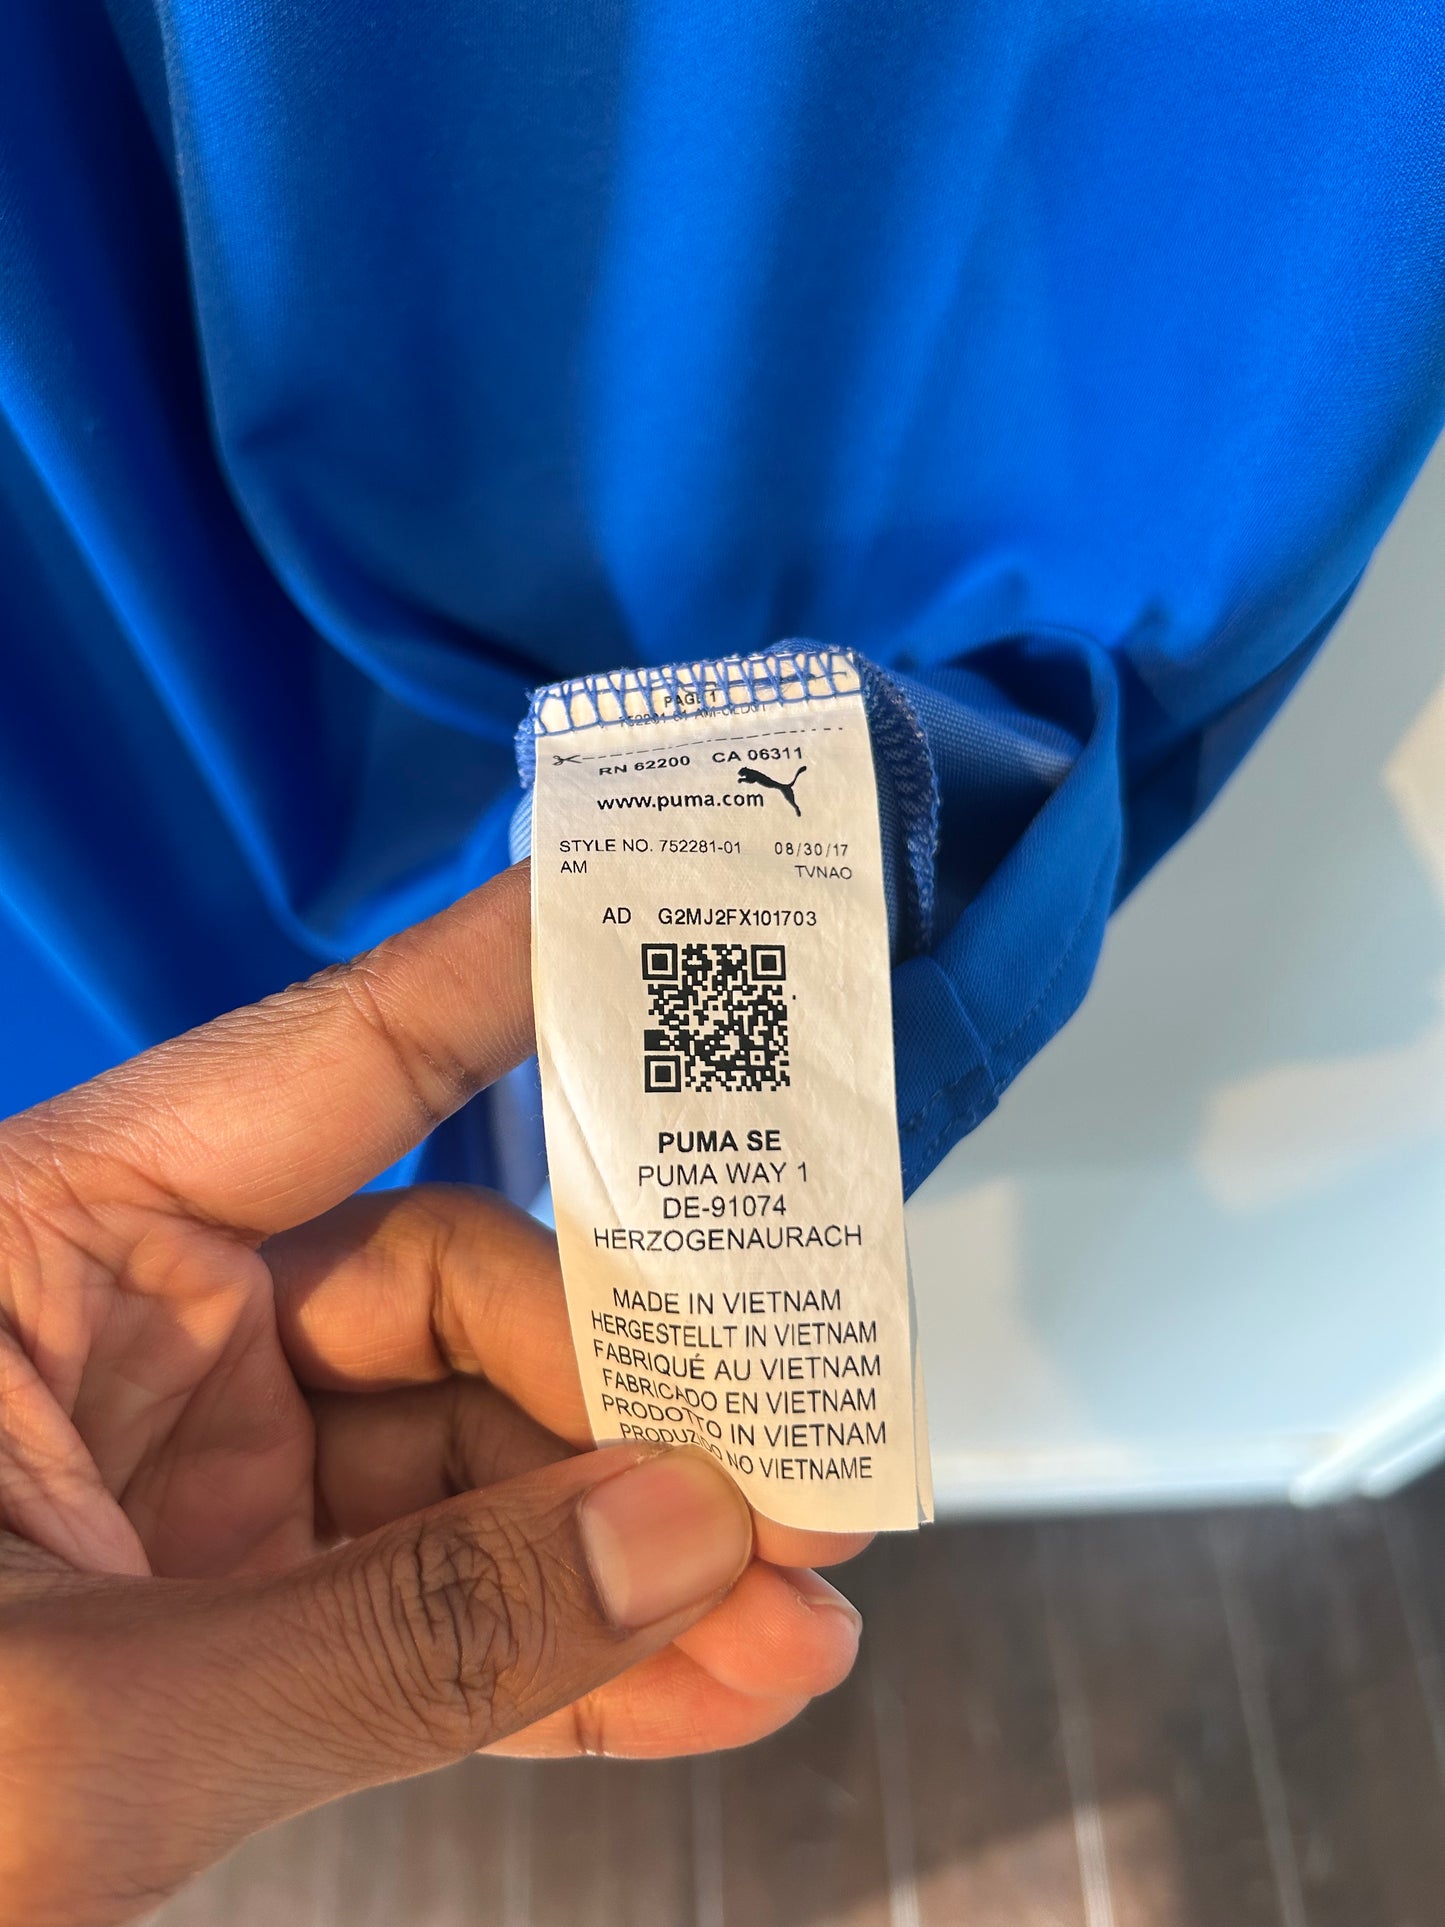 PAGE 1
RN 62200 CA 06311
www.puma.com
STYLE NO. 752281-01 08/30/17
AM TVNAO
AD G2MJ2FX101703
PUMA SE
PUMA WAY 1
DE-91074
HERZOGENAURACH
MADE IN VIETNAM
HERGESTELLT IN VIETNAM
FABRIQUÉ AU VIETNAM
FABRICADO EN VIETNAM
PRODOTTO IN VIETNAM
PRODUZIDO NO VIETNAME